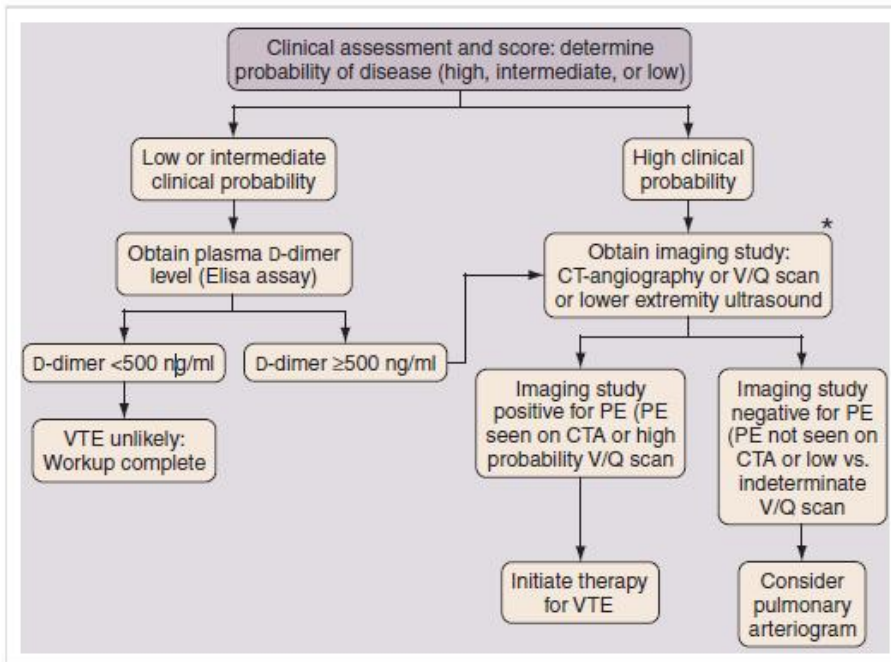 Clinical assessment and score: determine
probability of disease (high, intermediate, or low)
Low or intermediate
clinical probability
High clinical
probability
*
Obtain plasma D-dimer
level (Elisa assay)
Obtain imaging study:
CT-angiography or V/Q scan
or lower extremity ultrasound
D-dimer <500 ng/ml
D-dimer ≥500 ng/ml
VTE unlikely:
Workup complete
Imaging study
positive for PE (PE
seen on CTA or high
probability V/Q scan
Imaging study
negative for PE
(PE not seen on
CTA or low vs.
indeterminate
V/Q scan
Initiate therapy
for VTE
Consider
pulmonary
arteriogram